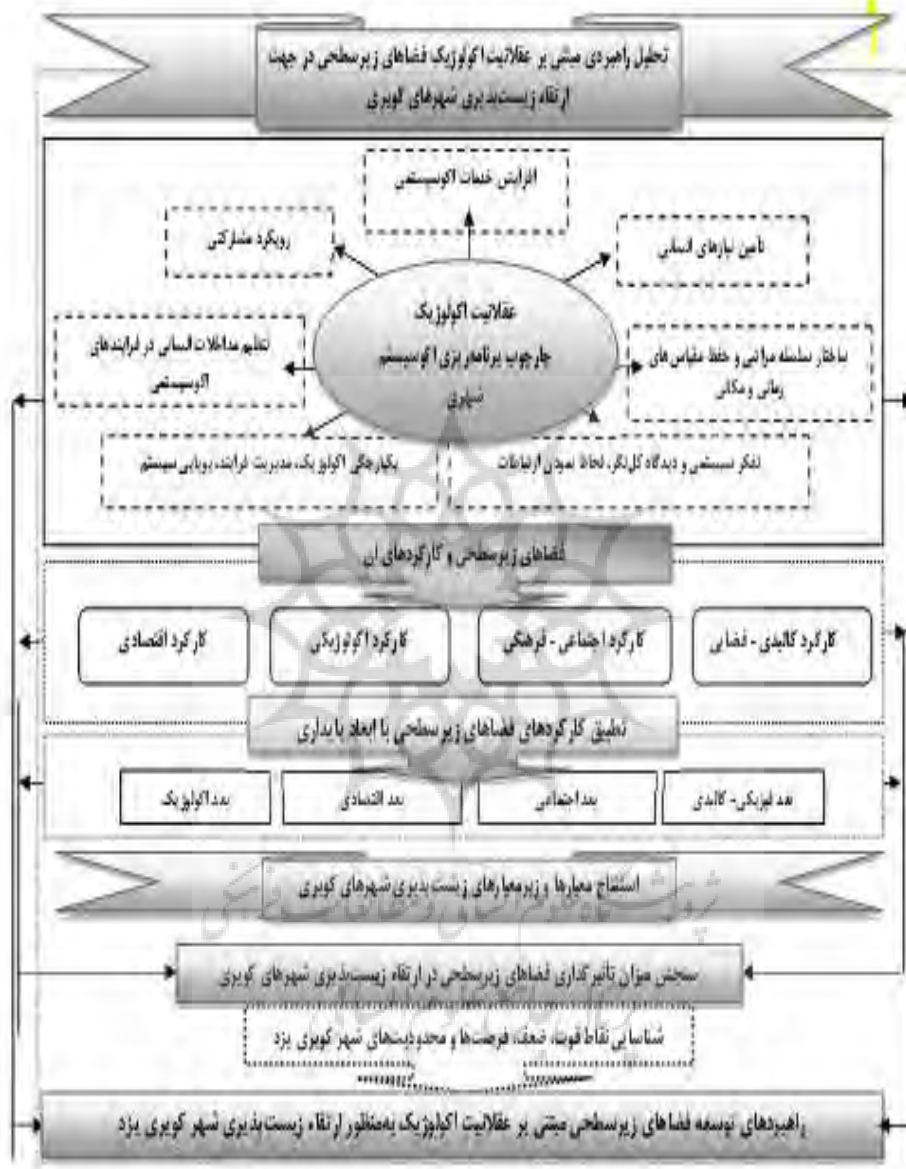 تحلیل راهبردی مبتنی بر عقلانیت اکولوژیک فضاهای زیرسطحی در جهت
ارتقاء زیست‌پذیری شهرهای کویری
افزایش خدمات اکوسیستمی
رویکرد مشارکتی
تأمین نیازهای انسانی
عقلانیت اکولوژیک
چارچوب برنامه‌ریزی اکوسیستم
شهری
ساختار سلسله مراتبی و حفظ مقیاس‌های
زمانی و مکانی
تنظیم مداخلات انسانی در فرایندهای
اکوسیستمی
تفکر سیستمی و دیدگاه کل‌نگر، لحاظ نمودن ارتباطات
یکپارچگی اکولوژیک، مدیریت فرایند، پویایی سیستم
فضاهای زیرسطحی و کارکردهای آن
کارکرد کالبدی - فضایی
کارکرد اجتماعی - فرهنگی
کارکرد اکولوژیکی
کارکرد اقتصادی
تطبیق کارکردهای فضاهای زیرسطحی با ابعاد پایداری
بعد فیزیکی- کالبدی
بعد اجتماعی
بعد اقتصادی
بعد اکولوژیک
استنتاج معیارها و زیرمعیارهای زیست‌پذیری شهرهای کویری
پژوهشگاه علوم انسانی و مطالعات فرهنگی
سنجش میزان تأثیرگذاری فضاهای زیرسطحی در ارتقاء زیست‌پذیری شهرهای کویری
شناسایی نقاط قوت، ضعف، فرصت‌ها و محدودیت‌های شهر کویری یزد
راهبردهای توسعه فضاهای زیرسطحی مبتنی بر عقلانیت اکولوژیک به‌منظور ارتقاء زیست‌پذیری شهر کویری یزد